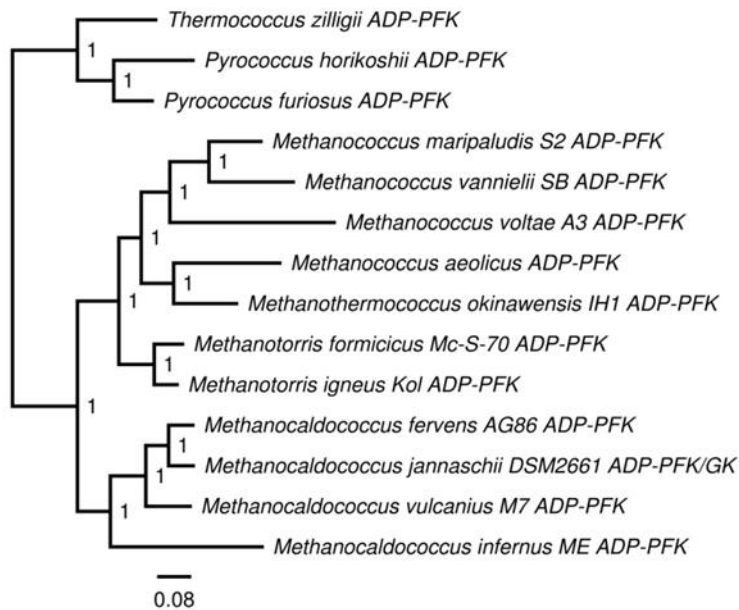 Thermococcus zilligii ADP-PFK
1
Pyrococcus horikoshii ADP-PFK
1
Pyrococcus furiosus ADP-PFK
Methanococcus maripaludis S2 ADP-PFK
1
Methanococcus vannielii SB ADP-PFK
1
Methanococcus voltae A3 ADP-PFK
1
Methanococcus aeolicus ADP-PFK
1
Methanothermococcus okinawensis IH1 ADP-PFK
1
Methanotorris formicicus Mc-S-70 ADP-PFK
1
Methanotorris igneus Kol ADP-PFK
1
Methanocaldococcus fervens AG86 ADP-PFK
1
Methanocaldococcus jannaschii DSM2661 ADP-PFK/GK
1
Methanocaldococcus vulcanius M7 ADP-PFK
1
Methanocaldococcus infernus ME ADP-PFK
0.08